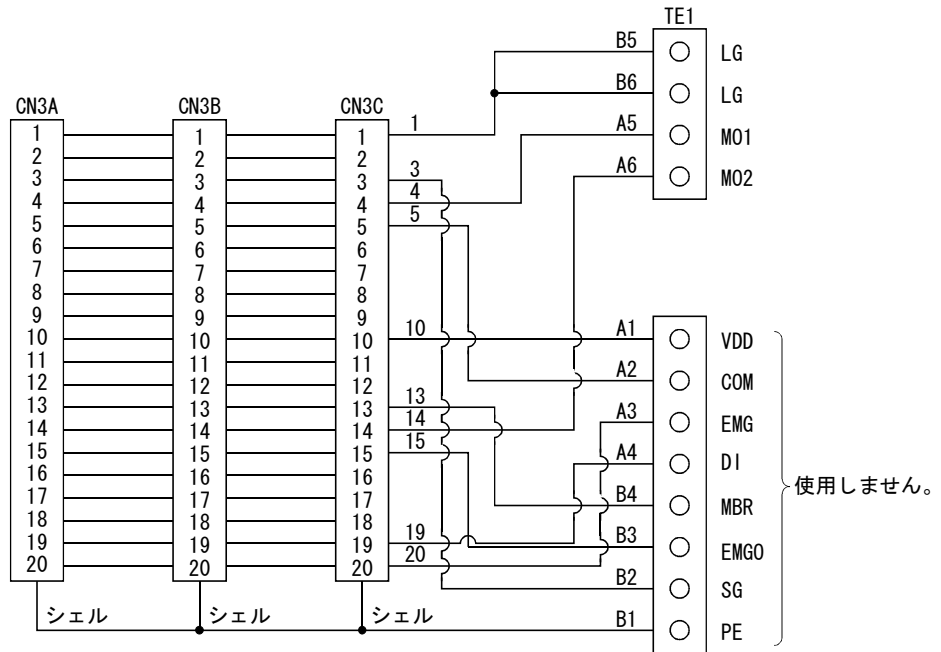 TE1
B5 LG
B6 LG
A5 MO1
A6 MO2
CN3A CN3B CN3C
1 1 1 1
2 2 2
3 3 3 3
4 4 4 4
5 5 5 5
6 6 6
7 7 7
8 8 8
9 9 9
10 10 10 10 A1 VDD
11 11 11
12 12 12 A2 COM
13 13 13 13
14 14 14 14 A3 EMG
15 15 15 15
16 16 16 A4 DI
17 17 17 使用しません。
18 18 18 B4 MBR
19 19 19 19
20 20 20 20 B3 EMGO
B2 SG
シェル シェル B1 PE